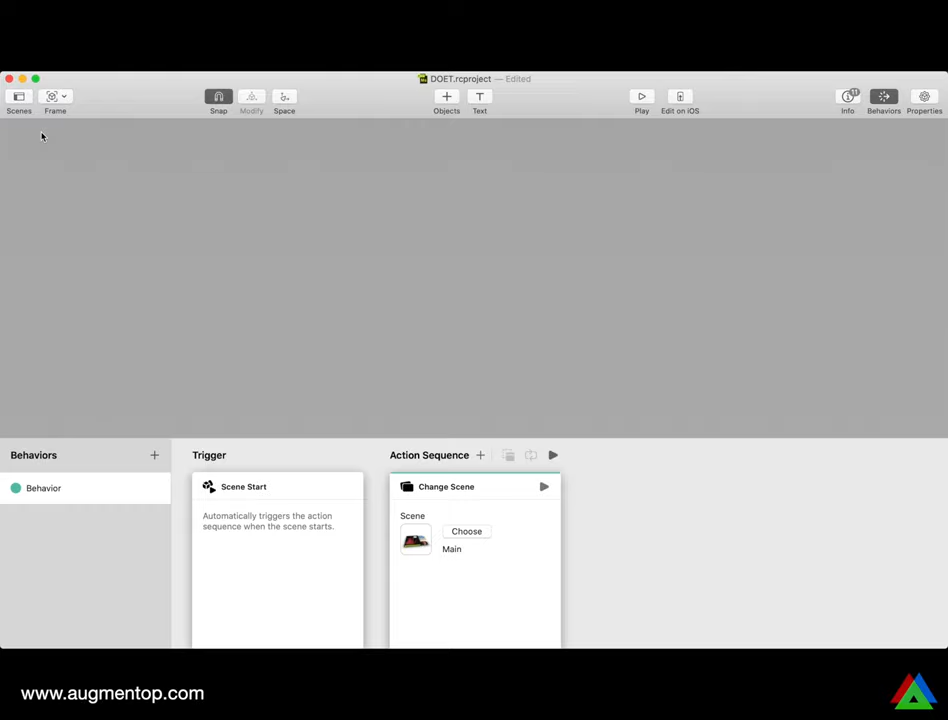 DOET.rcproject — Edited
Scenes Frame Snap Modify Space Objects Text Play Edit on iOS Info Behaviors Properties
11
Behaviors
Trigger
Action Sequence
Behavior
Scene Start
Change Scene
Automatically triggers the action
sequence when the scene starts.
Scene
Choose
Main
www.augmentop.com